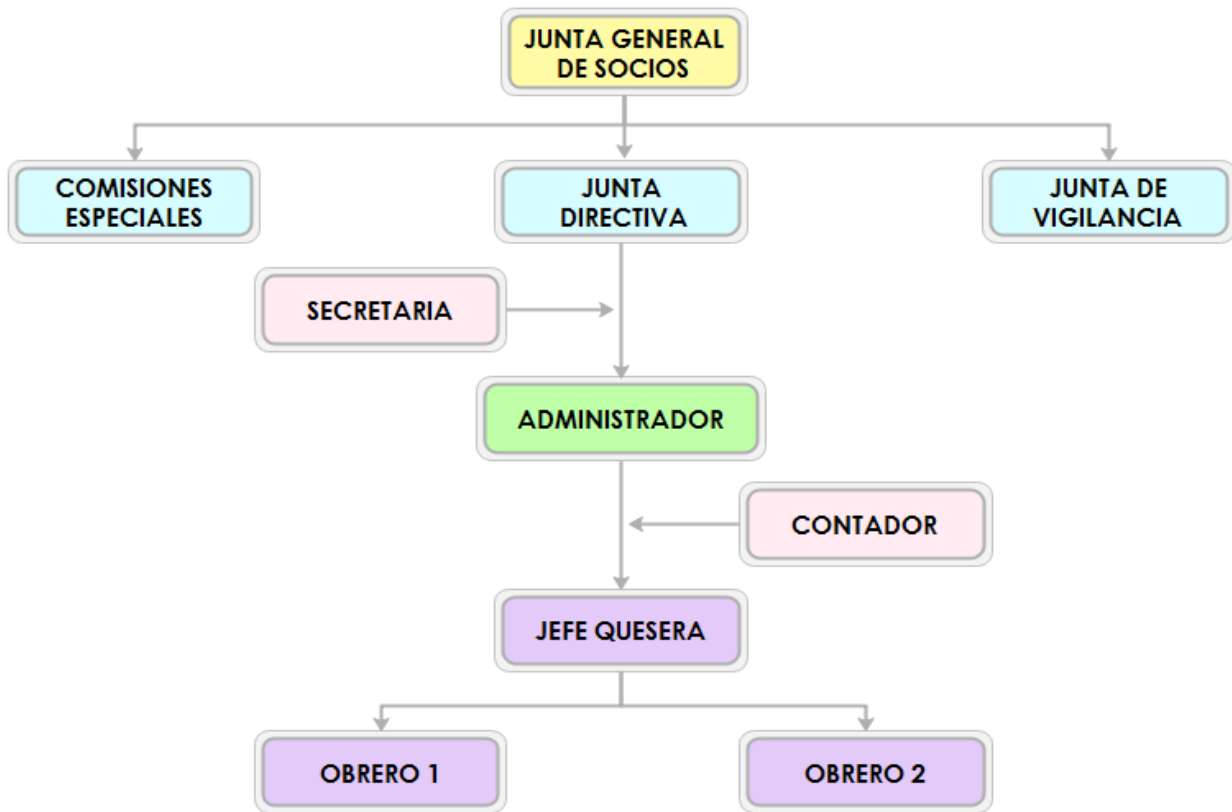 JUNTA GENERAL
DE SOCIOS
COMISIONES
ESPECIALES
JUNTA
DIRECTIVA
JUNTA DE
VIGILANCIA
SECRETARIA
ADMINISTRADOR
CONTADOR
JEFE QUESERA
OBRERO 1
OBRERO 2